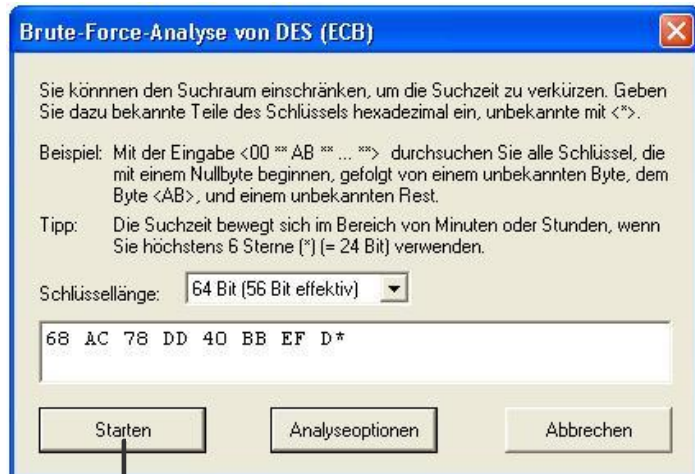 Brute-Force-Analyse von DES (ECB)
Sie könnnen den Suchraum einschränken, um die Suchzeit zu verkürzen. Geben
Sie dazu bekannte Teile des Schlüssels hexadezimal ein, unbekannte mit <*>.
Beispiel: Mit der Eingabe <00 ** AB ** ... **> durchsuchen Sie alle Schlüssel, die
mit einem Nullbyte beginnen, gefolgt von einem unbekannten Byte, dem
Byte <AB>, und einem unbekannten Rest.
Tipp: Die Suchzeit bewegt sich im Bereich von Minuten oder Stunden, wenn
Sie höchstens 6 Sterne (*) (= 24 Bit) verwenden.
Schlüssellänge: 64 Bit (56 Bit effektiv)
68 AC 78 DD 40 BB EF D*
Starten Analyseoptionen Abbrechen